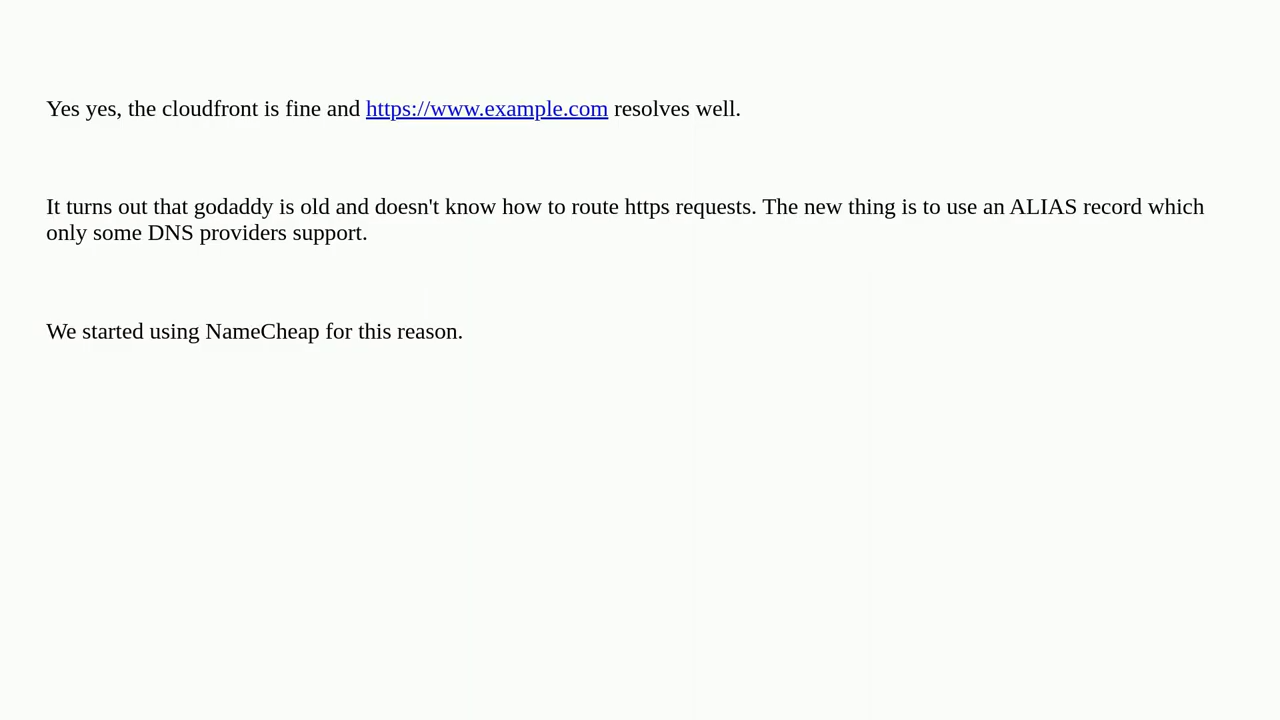 Yes yes, the cloudfront is fine and https://www.example.com resolves well.
It turns out that godaddy is old and doesn't know how to route https requests. The new thing is to use an ALIAS record which
only some DNS providers support.
We started using NameCheap for this reason.